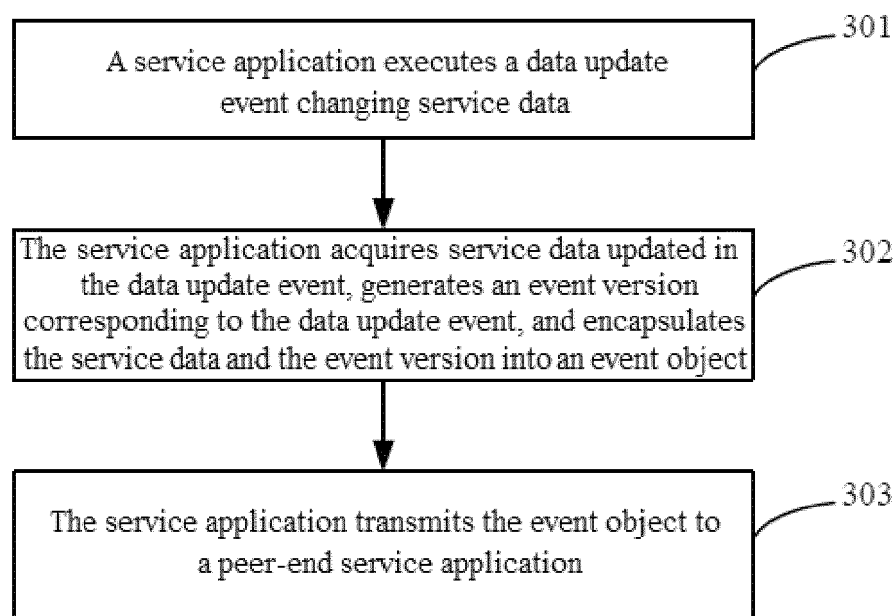 301
A service application executes a data update
event changing service data
302
The service application acquires service data updated in
the data update event, generates an event version
corresponding to the data update event, and encapsulates
the service data and the event version into an event object
303
The service application transmits the event object to
a peer-end service application